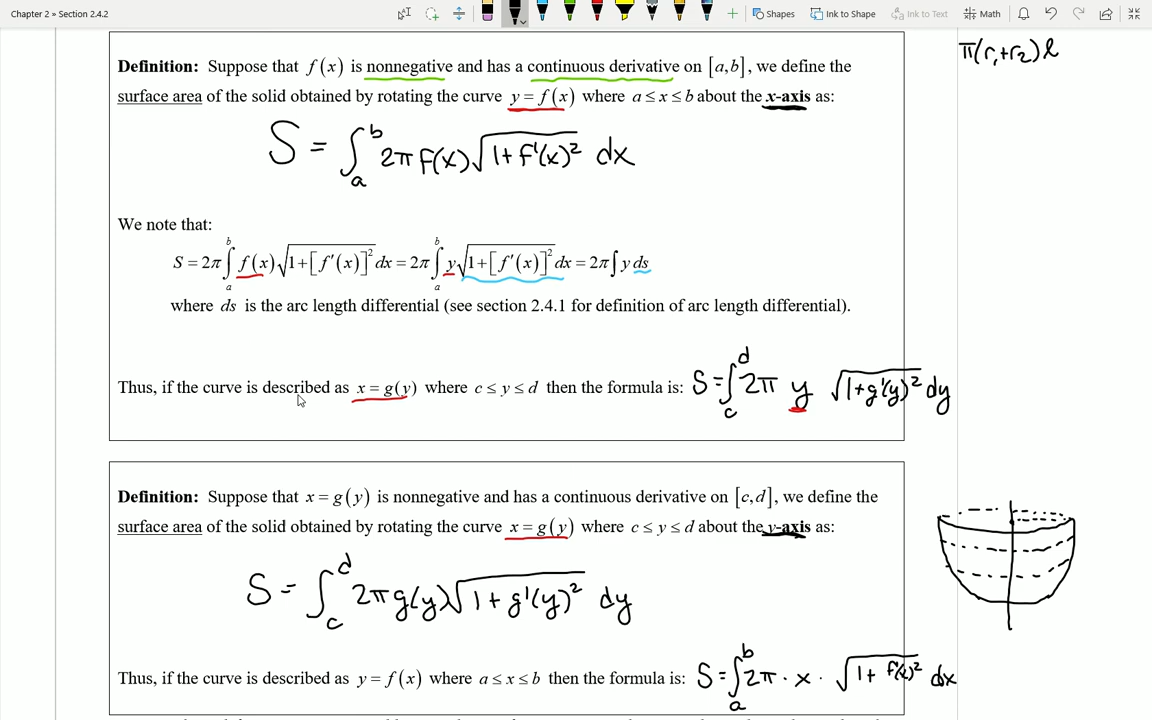 Chapter 2 » Section 2.4.2
Shapes Ink to Shape Ink to Text Math
π(r₁+r₂)l
Definition: Suppose that f(x) is nonnegative and has a continuous derivative on [a,b], we define the
surface area of the solid obtained by rotating the curve y = f(x) where a ≤ x ≤ b about the x-axis as:
S = ∫ₐᵇ 2π f(x) √(1 + f'(x)²) dx
We note that:
S = 2π ∫ₐᵇ f(x) √(1+[f'(x)]²) dx = 2π ∫ₐᵇ y √(1+[f'(x)]²) dx = 2π ∫ y ds
where ds is the arc length differential (see section 2.4.1 for definition of arc length differential).
Thus, if the curve is described as x = g(y) where c ≤ y ≤ d then the formula is: S = ∫_c^d 2π y √(1+g'(y)²) dy
Definition: Suppose that x = g(y) is nonnegative and has a continuous derivative on [c,d], we define the
surface area of the solid obtained by rotating the curve x = g(y) where c ≤ y ≤ d about the y-axis as:
S = ∫_c^d 2π g(y) √(1 + g'(y)²) dy
Thus, if the curve is described as y = f(x) where a ≤ x ≤ b then the formula is: S = ∫ₐᵇ 2π · x · √(1 + f'(x)²) dx